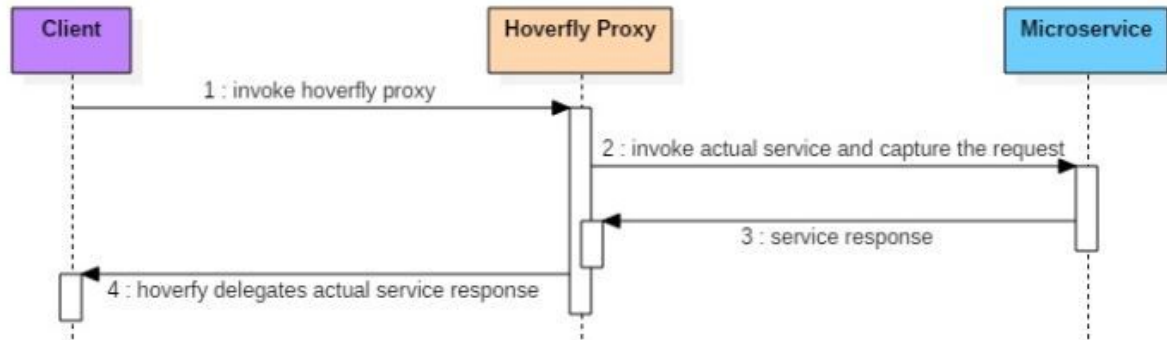 Client
Hoverfly Proxy
Microservice
1 : invoke hoverfly proxy
2 : invoke actual service and capture the request
3 : service response
4 : hoverfy delegates actual service response